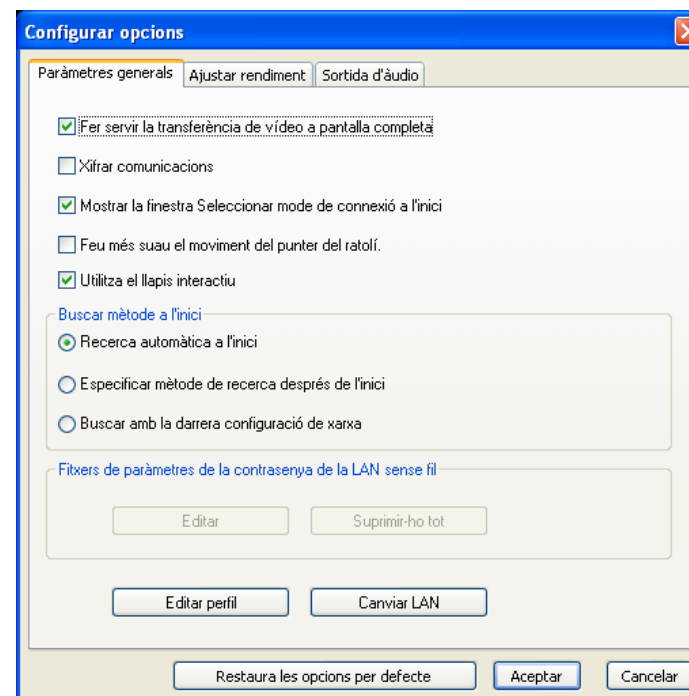 Configurar opcions
Paràmetres generals Ajustar rendiment Sortida d'àudio
Fer servir la transferència de vídeo a pantalla completa
Xifrar comunicacions
Mostrar la finestra Seleccionar mode de connexió a l'inici
Feu més suau el moviment del punter del ratolí.
Utilitza el llapis interactiu
Buscar mètode a l'inici
Recerca automàtica a l'inici
Especificar mètode de recerca després de l'inici
Buscar amb la darrera configuració de xarxa
Fitxers de paràmetres de la contrasenya de la LAN sense fil
Editar Suprimir-ho tot
Editar perfil Canviar LAN
Restaura les opcions per defecte Aceptar Cancelar